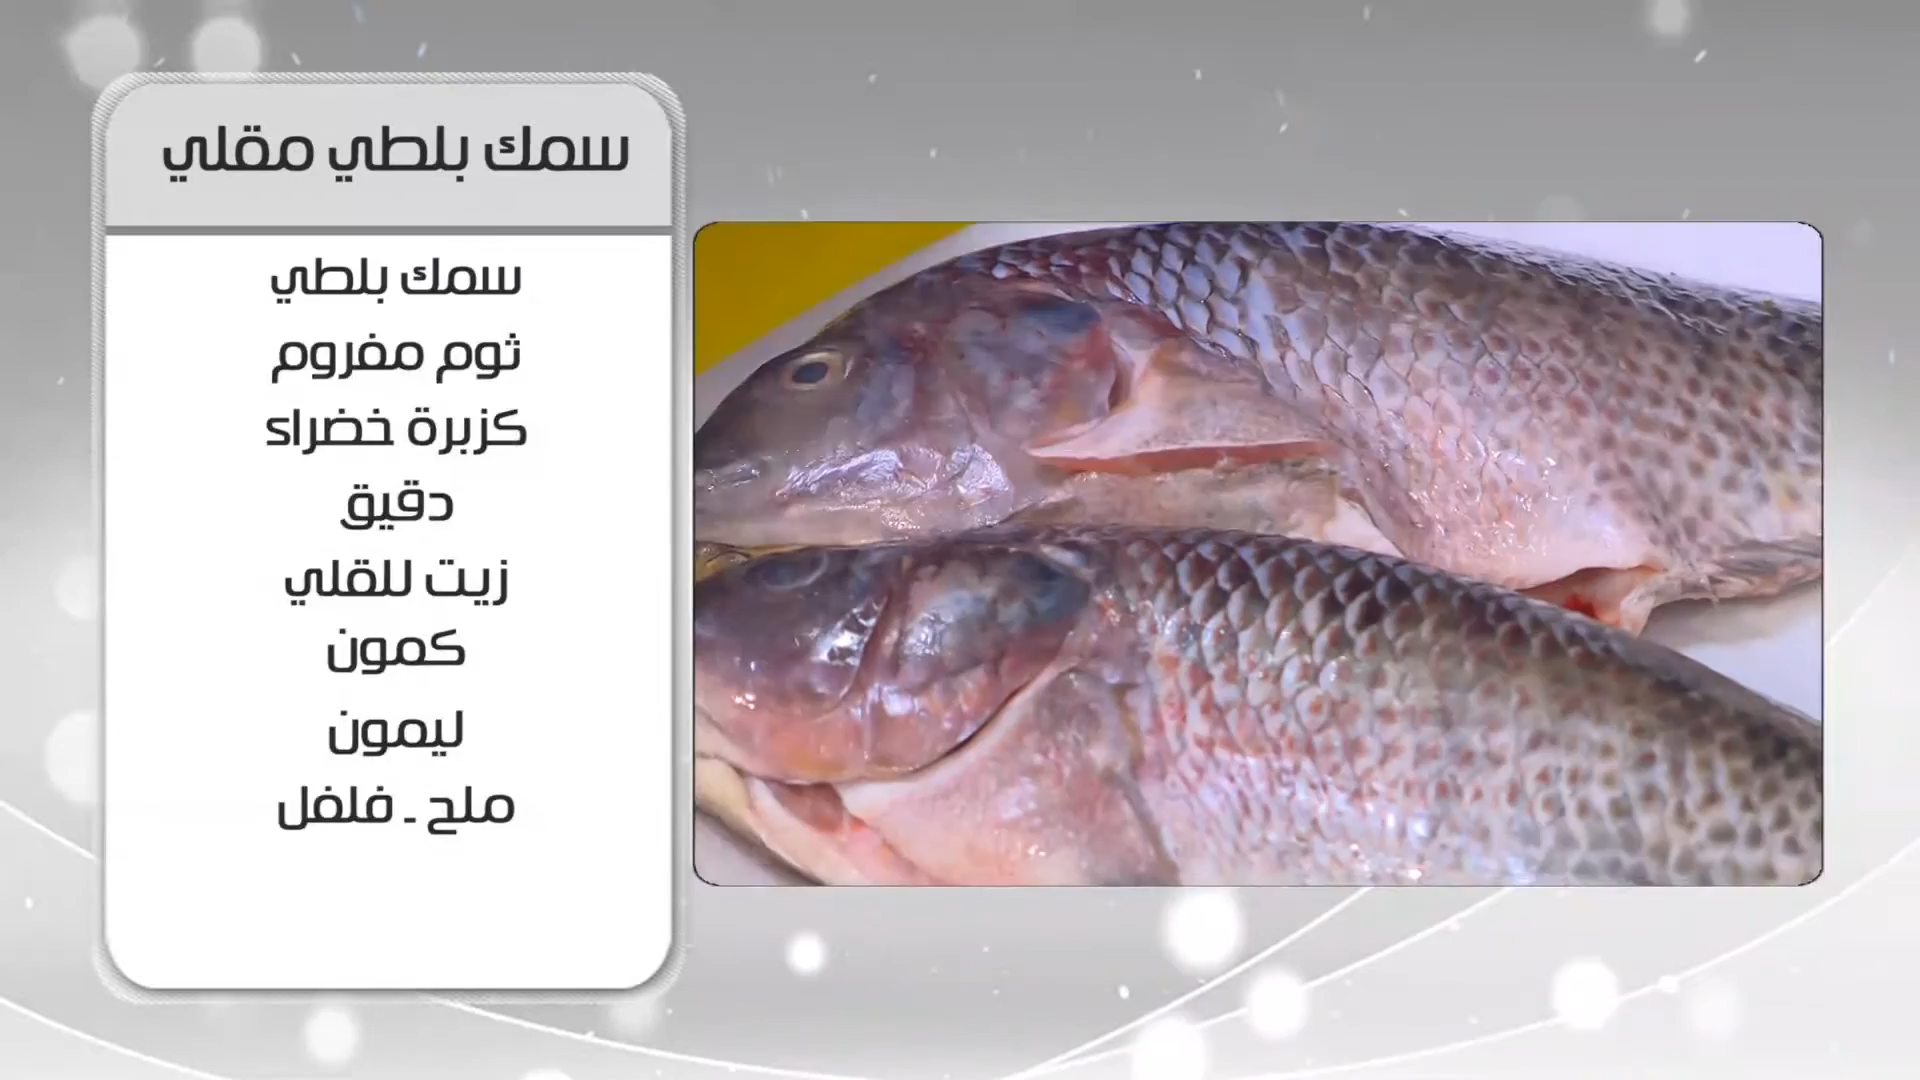 سمك بلطي مقلي
سمك بلطي
ثوم مفروم
كزبرة خضراء
دقيق
زيت للقلي
كمون
ليمون
ملح - فلفل